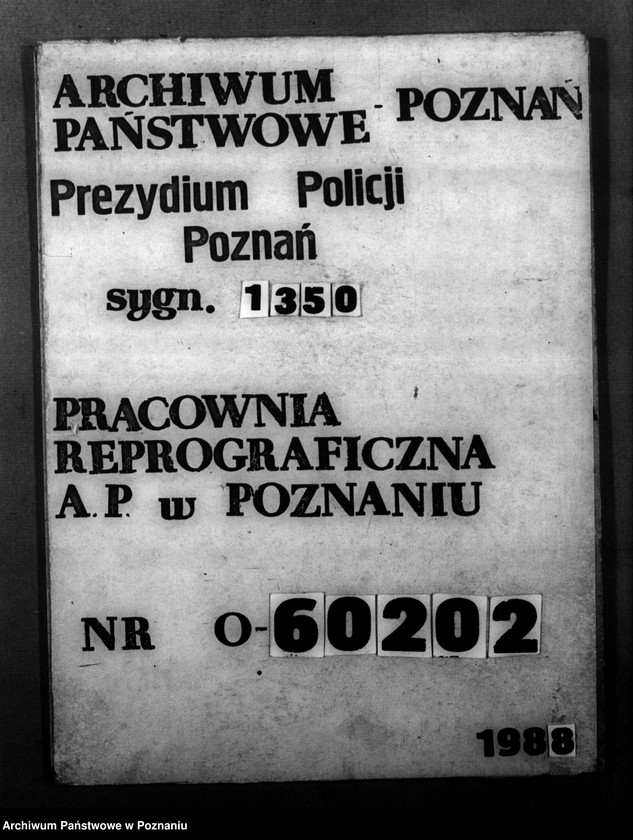 ARCHIWUM
PAŃSTWOWE - POZNAŃ
Prezydium Policji
Poznań
sygn. 1350
PRACOWNIA
REPROGRAFICZNA
A.P. w POZNANIU
NR O-60202
1988
Archiwum Państwowe w Poznaniu